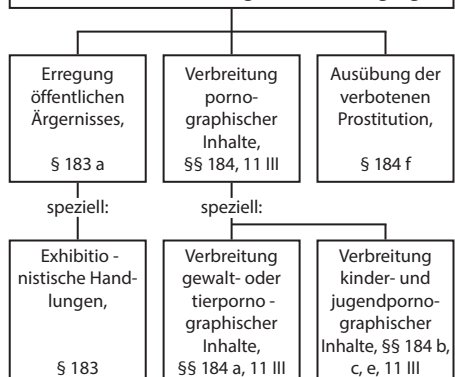 Erregung
öffentlichen
Ärgernisses,
§ 183 a
Verbreitung
porno-
graphischer
Inhalte,
§§ 184, 11 III
Ausübung der
verbotenen
Prostitution,
§ 184 f
speziell:
speziell:
Exhibitio -
nistische Hand-
lungen,
§ 183
Verbreitung
gewalt- oder
tierporno -
graphischer
Inhalte,
§§ 184 a, 11 III
Verbreitung
kinder- und
jugendporno-
graphischer
Inhalte, §§ 184 b,
c, e, 11 III